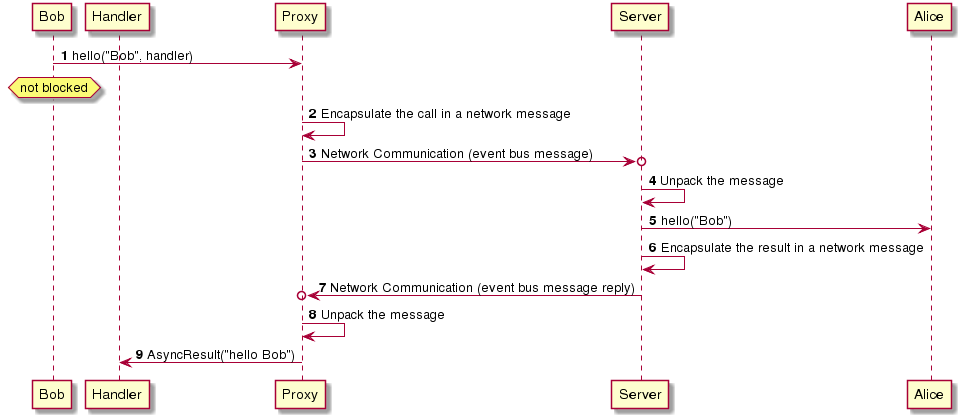 Bob Handler Proxy Server Alice
1 hello("Bob", handler)
not blocked
2 Encapsulate the call in a network message
3 Network Communication (event bus message)
4 Unpack the message
5 hello("Bob")
6 Encapsulate the result in a network message
7 Network Communication (event bus message reply)
8 Unpack the message
9 AsyncResult("hello Bob")
Bob Handler Proxy Server Alice